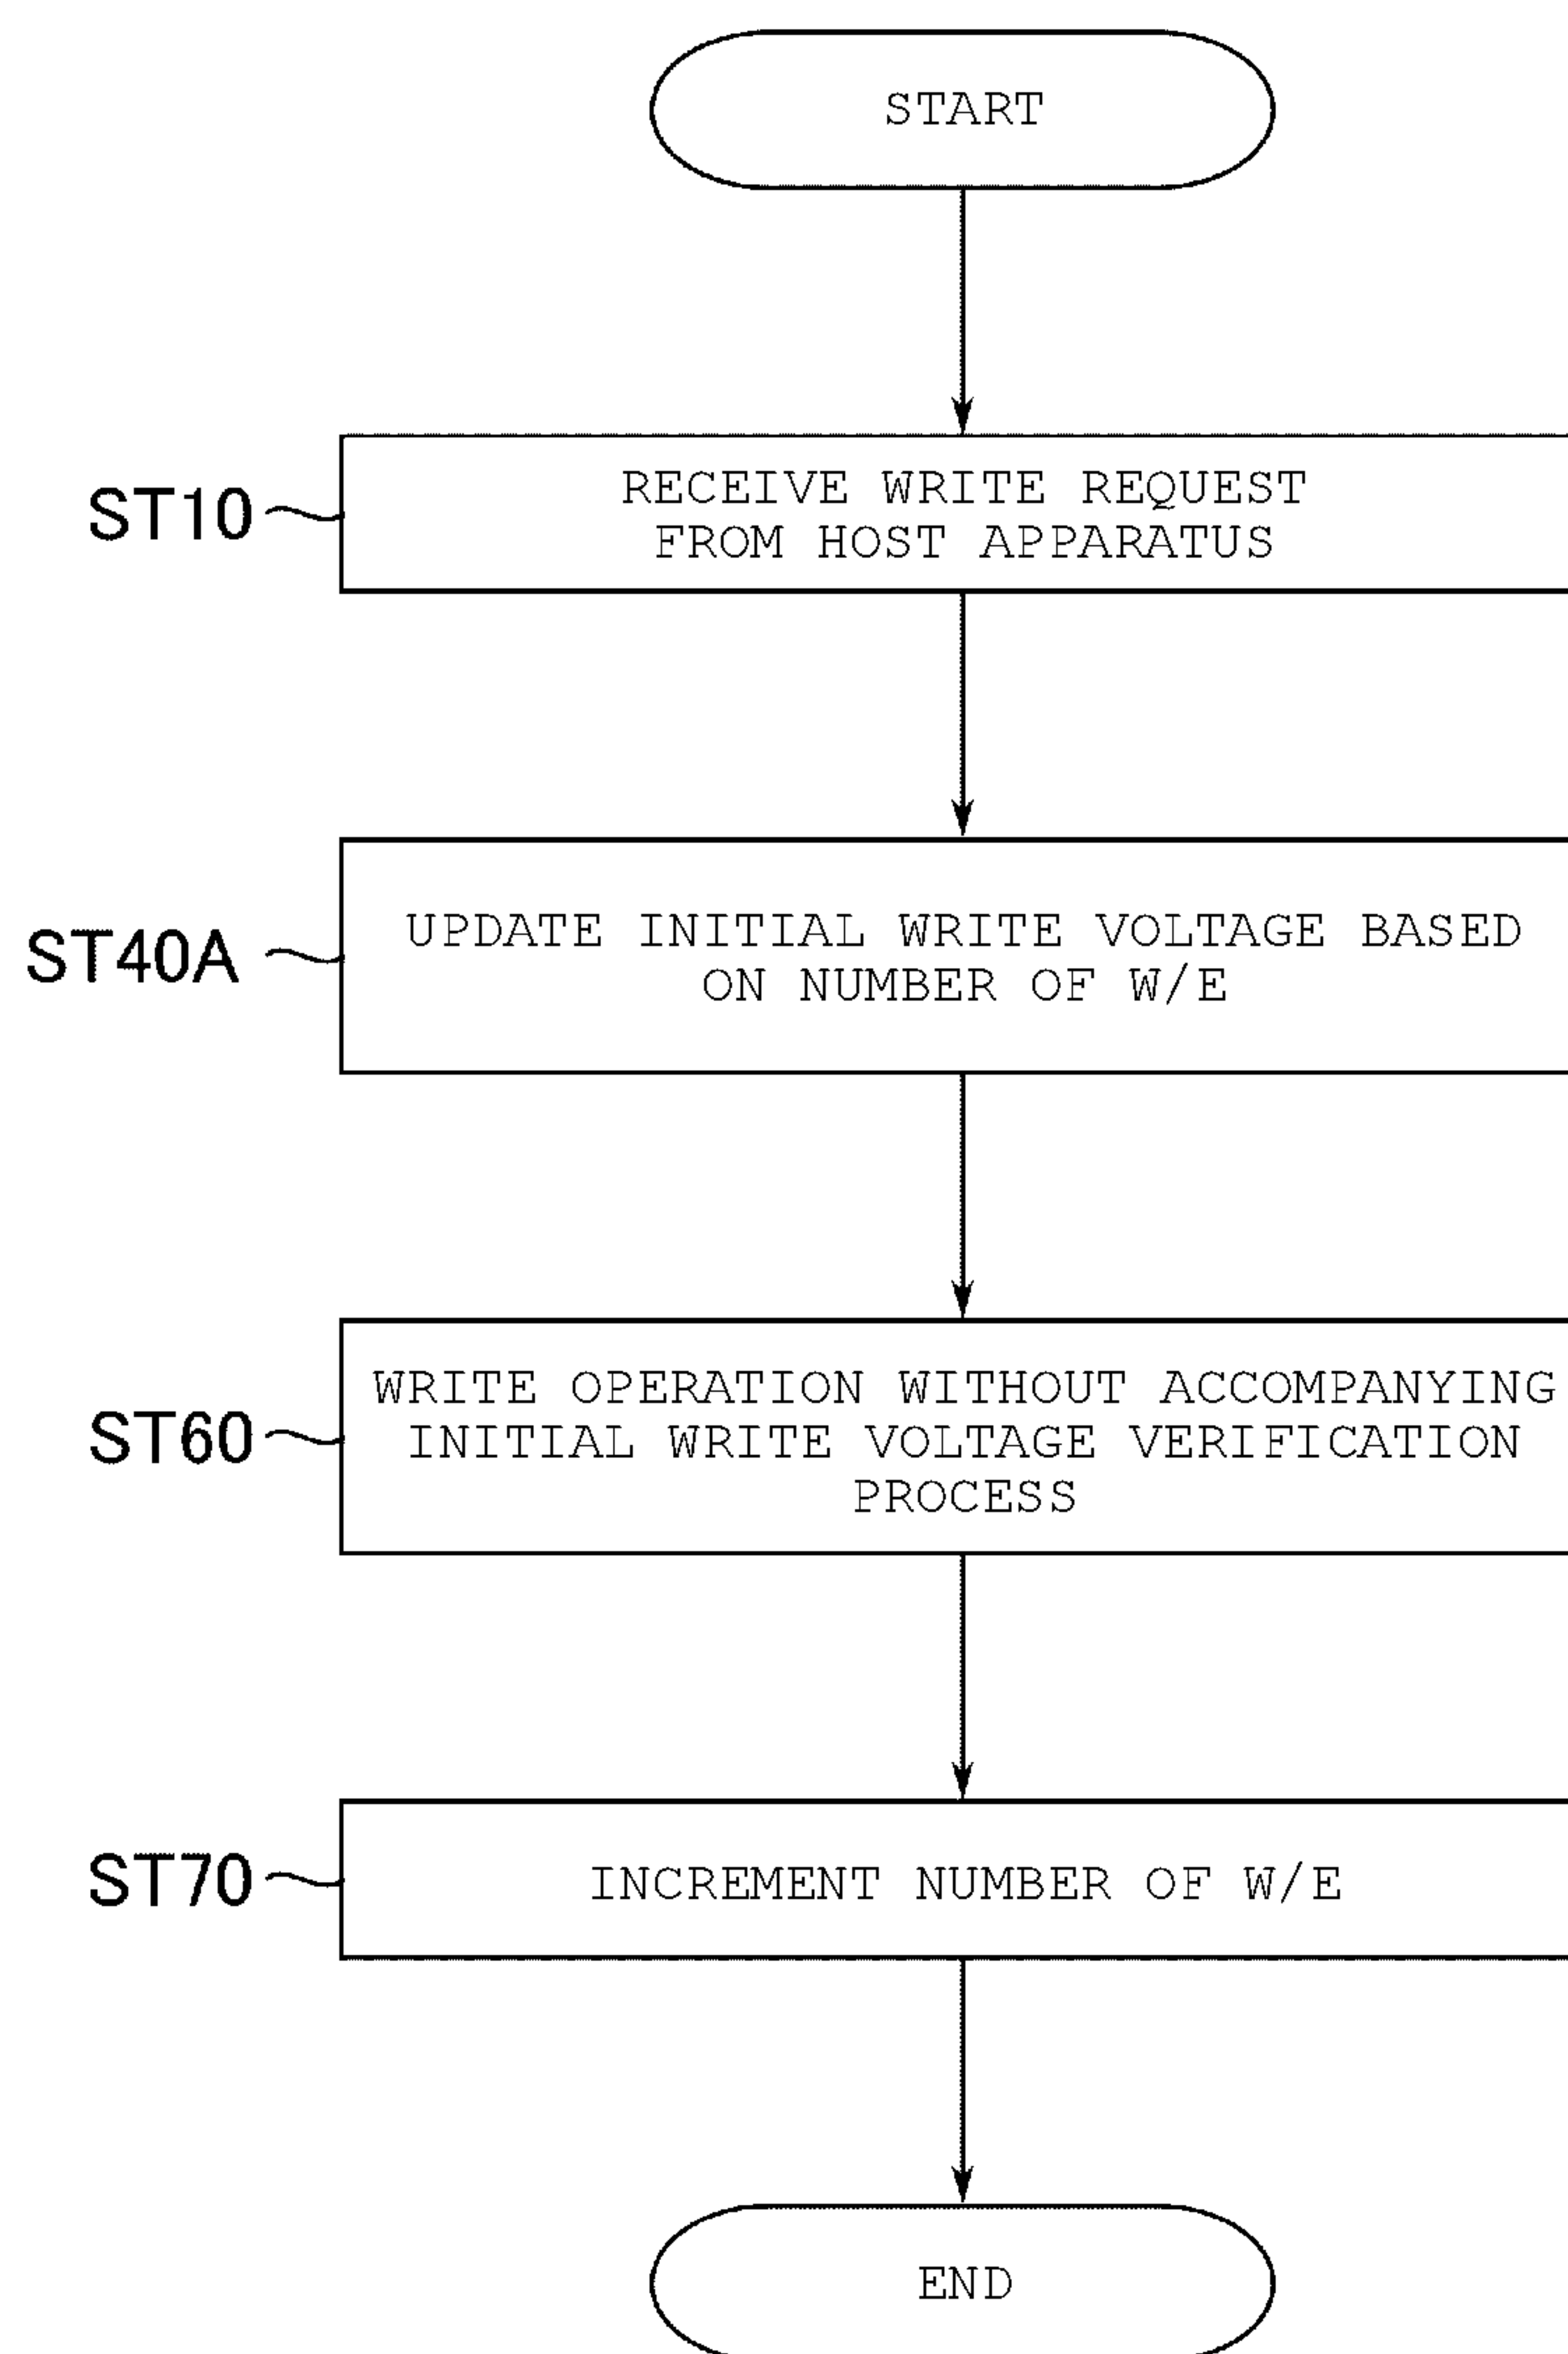 START
ST10
RECEIVE WRITE REQUEST
FROM HOST APPARATUS
ST40A
UPDATE INITIAL WRITE VOLTAGE BASED
ON NUMBER OF W/E
ST60
WRITE OPERATION WITHOUT ACCOMPANYING
INITIAL WRITE VOLTAGE VERIFICATION
PROCESS
ST70
INCREMENT NUMBER OF W/E
END